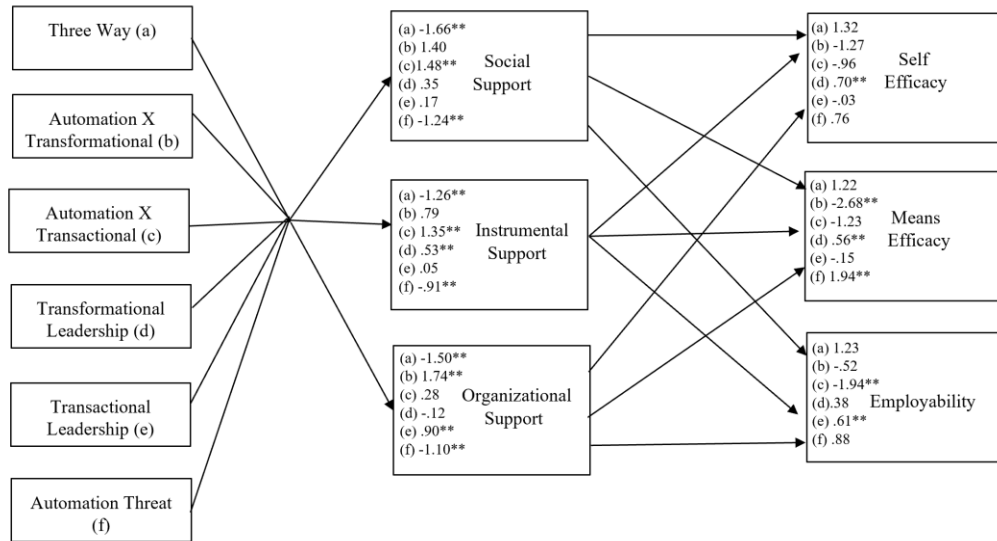 Three Way (a)
Automation X
Transformational (b)
Automation X
Transactional (c)
Transformational
Leadership (d)
Transactional
Leadership (e)
Automation Threat
(f)
(a) -1.66**
(b) 1.40
(c)1.48**
(d) .35
(e) .17
(f) -1.24**
Social
Support
(a) -1.26**
(b) .79
(c) 1.35**
(d) .53**
(e) .05
(f) -.91**
Instrumental
Support
(a) -1.50**
(b) 1.74**
(c) .28
(d) -.12
(e) .90**
(f) -1.10**
Organizational
Support
(a) 1.32
(b) -1.27
(c) -.96
(d) .70**
(e) -.03
(f) .76
Self
Efficacy
(a) 1.22
(b) -2.68**
(c) -1.23
(d) .56**
(e) -.15
(f) 1.94**
Means
Efficacy
(a) 1.23
(b) -.52
(c) -1.94**
(d).38
(e) .61**
(f) .88
Employability